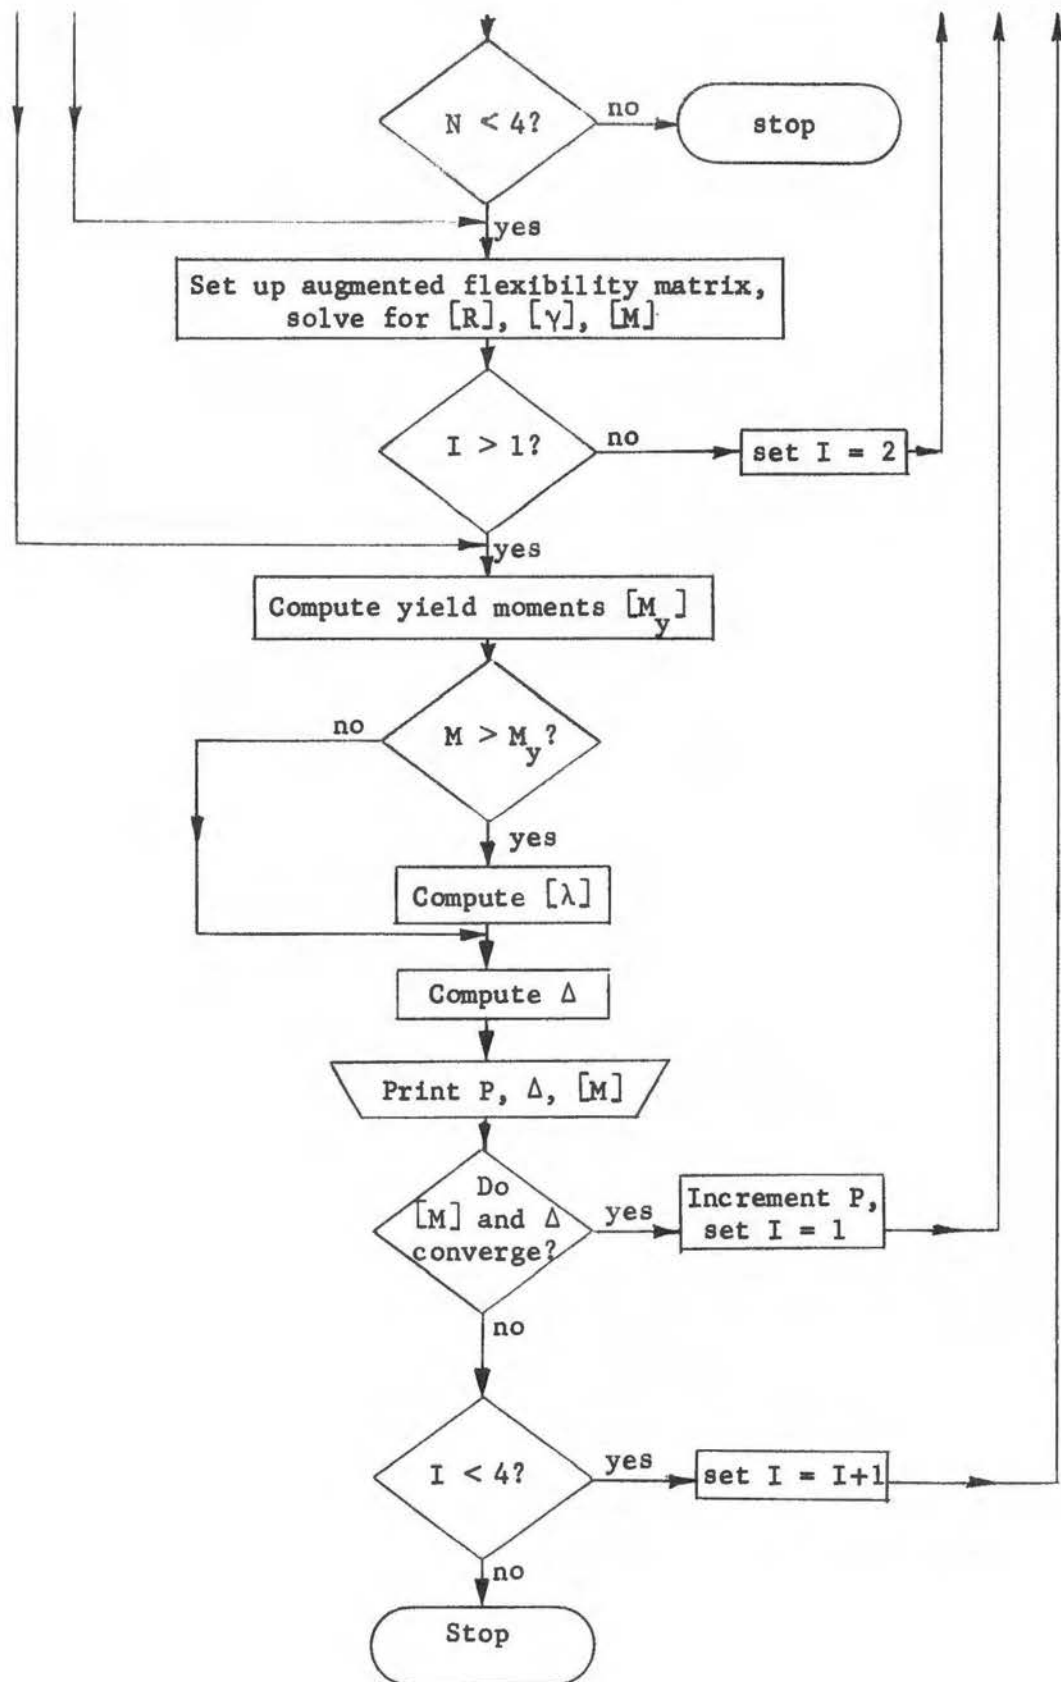 N < 4?
no
stop
yes
Set up augmented flexibility matrix,
solve for [R], [γ], [M]
I > 1?
no
set I = 2
yes
Compute yield moments [M_y]
no
M > M_y?
yes
Compute [λ]
Compute Δ
Print P, Δ, [M]
Do
[M] and Δ
converge?
yes
Increment P,
set I = 1
no
I < 4?
yes
set I = I+1
no
Stop